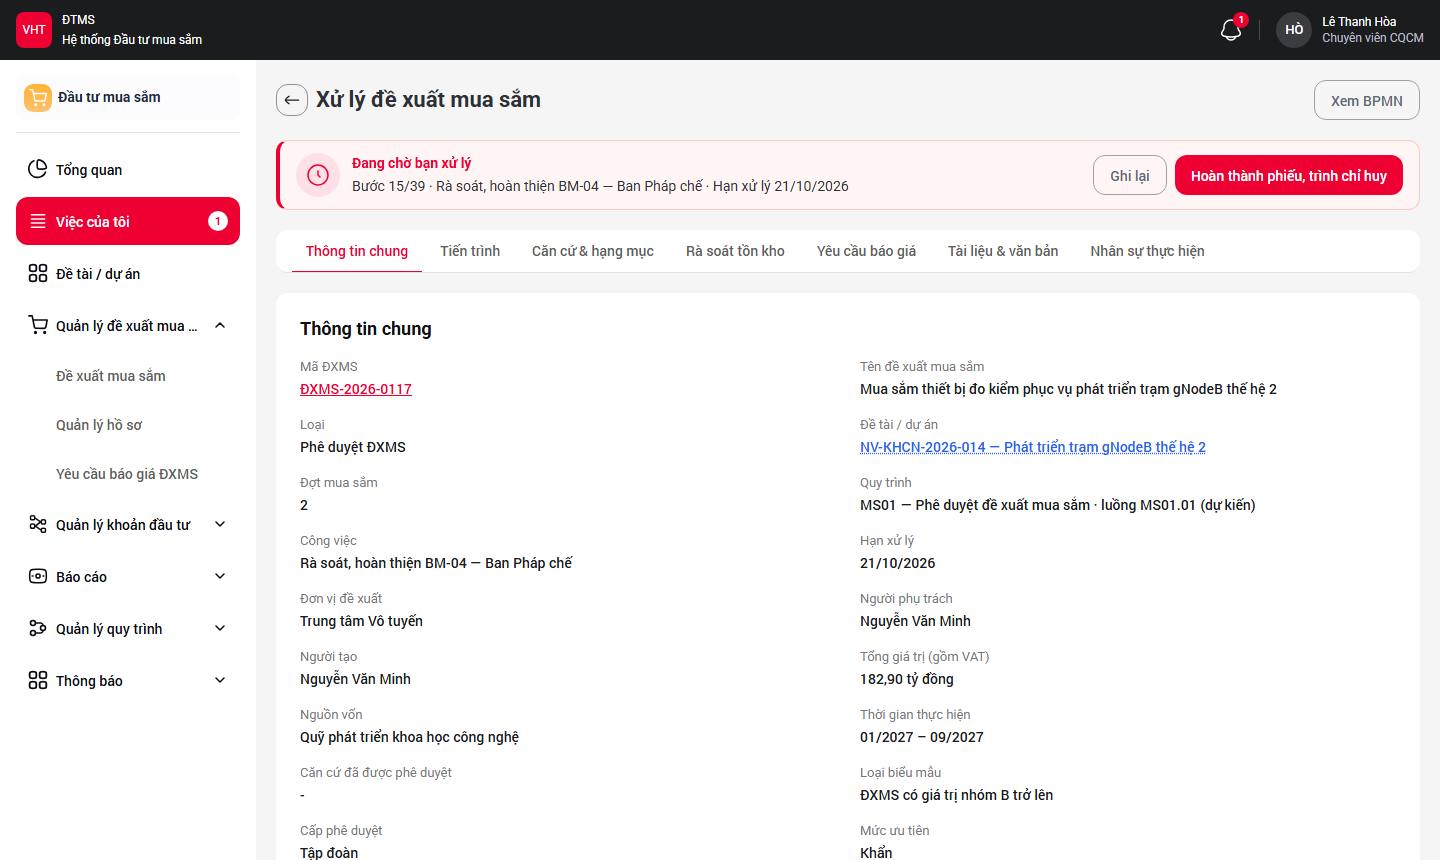 VHT
ĐTMS
Hệ thống Đầu tư mua sắm
1
HÒ
Lê Thanh Hòa
Chuyên viên CQCM
Đầu tư mua sắm
Tổng quan
Việc của tôi
1
Đề tài / dự án
Quản lý đề xuất mua ...
Đề xuất mua sắm
Quản lý hồ sơ
Yêu cầu báo giá ĐXMS
Quản lý khoản đầu tư
Báo cáo
Quản lý quy trình
Thông báo
Xử lý đề xuất mua sắm
Xem BPMN
Đang chờ bạn xử lý
Bước 15/39 · Rà soát, hoàn thiện BM-04 — Ban Pháp chế · Hạn xử lý 21/10/2026
Ghi lại
Hoàn thành phiếu, trình chỉ huy
Thông tin chung
Tiến trình
Căn cứ & hạng mục
Rà soát tồn kho
Yêu cầu báo giá
Tài liệu & văn bản
Nhân sự thực hiện
Thông tin chung
Mã ĐXMS
ĐXMS-2026-0117
Tên đề xuất mua sắm
Mua sắm thiết bị đo kiểm phục vụ phát triển trạm gNodeB thế hệ 2
Loại
Phê duyệt ĐXMS
Đề tài / dự án
NV-KHCN-2026-014 — Phát triển trạm gNodeB thế hệ 2
Đợt mua sắm
2
Quy trình
MS01 — Phê duyệt đề xuất mua sắm · luồng MS01.01 (dự kiến)
Công việc
Rà soát, hoàn thiện BM-04 — Ban Pháp chế
Hạn xử lý
21/10/2026
Đơn vị đề xuất
Trung tâm Vô tuyến
Người phụ trách
Nguyễn Văn Minh
Người tạo
Nguyễn Văn Minh
Tổng giá trị (gồm VAT)
182,90 tỷ đồng
Nguồn vốn
Quỹ phát triển khoa học công nghệ
Thời gian thực hiện
01/2027 – 09/2027
Căn cứ đã được phê duyệt
-
Loại biểu mẫu
ĐXMS có giá trị nhóm B trở lên
Cấp phê duyệt
Tập đoàn
Mức ưu tiên
Khẩn